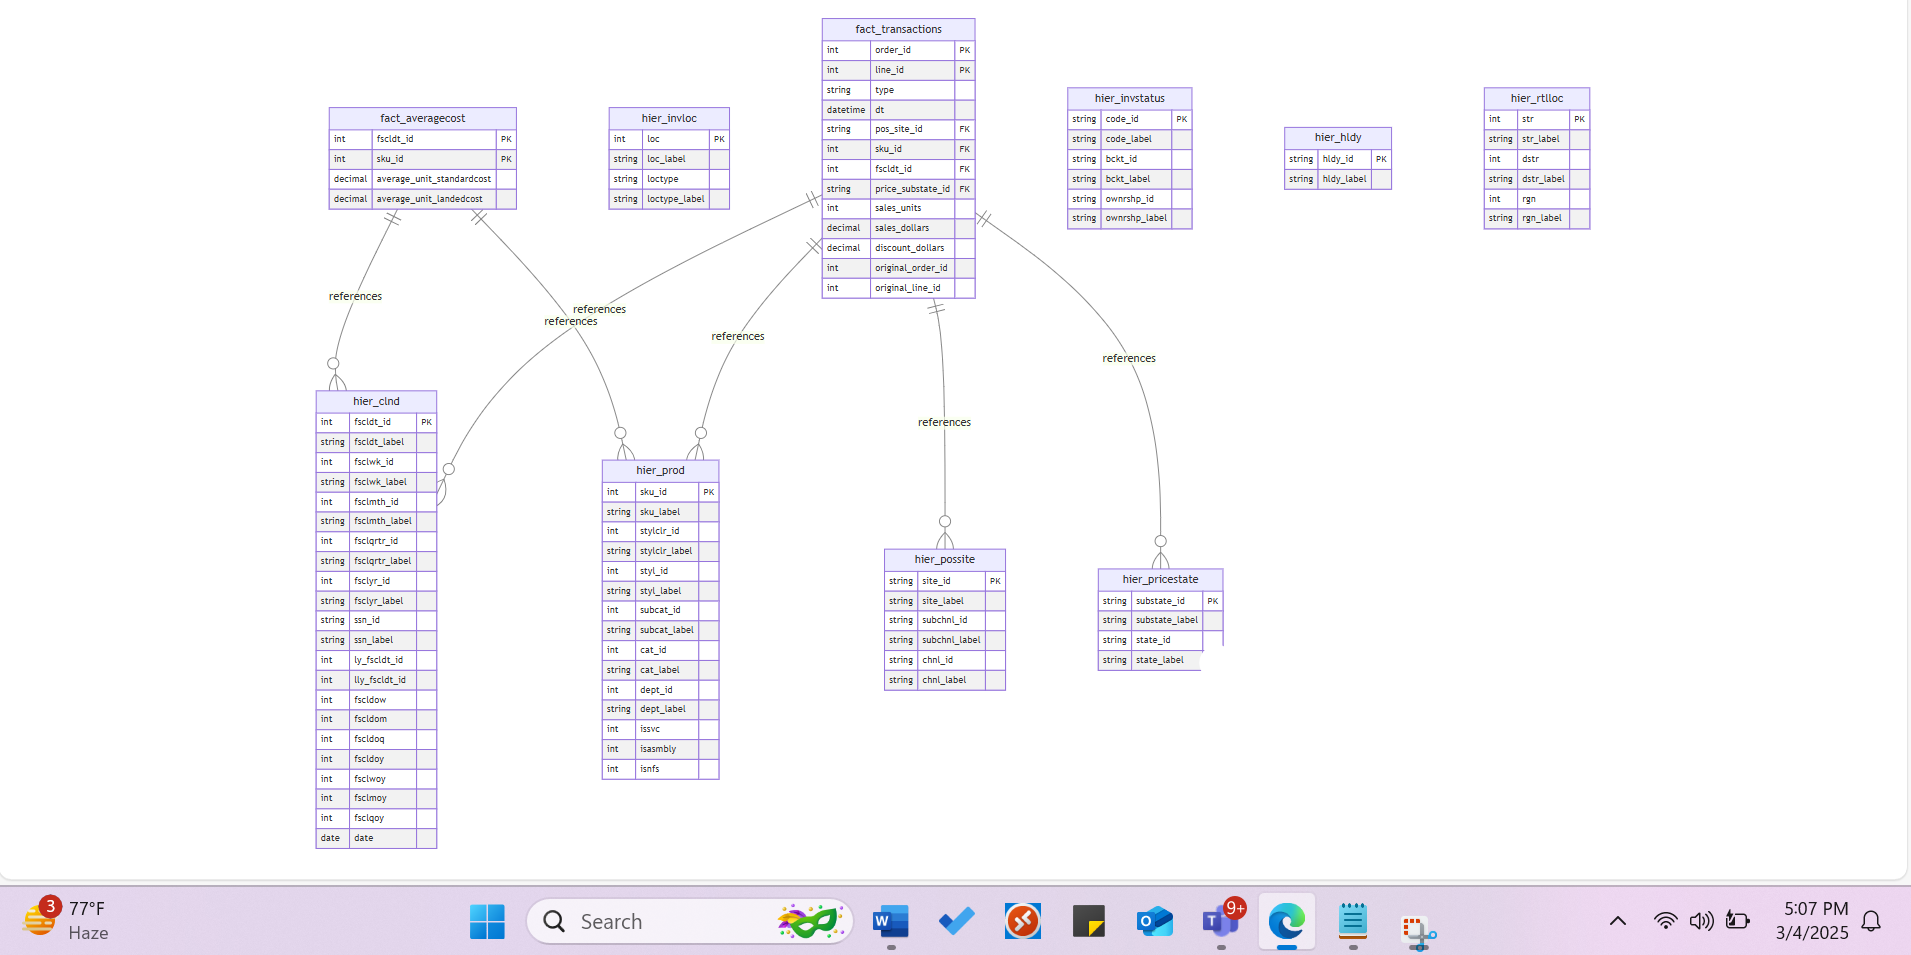 fact_transactions
int order_id PK
int line_id PK
string type
datetime dt
string pos_site_id FK
int sku_id FK
int fscldt_id FK
string price_substate_id FK
int sales_units
decimal sales_dollars
decimal discount_dollars
int original_order_id
int original_line_id
fact_averagecost
int fscldt_id PK
int sku_id PK
decimal average_unit_standardcost
decimal average_unit_landedcost
hier_invloc
int loc PK
string loc_label
string loctype
string loctype_label
hier_invstatus
string code_id PK
string code_label
string bckt_id
string bckt_label
string ownrshp_id
string ownrshp_label
hier_hldy
string hldy_id PK
string hldy_label
hier_rtlloc
int str PK
string str_label
int dstr
string dstr_label
int rgn
string rgn_label
references
references
references
references
references
references
hier_clnd
int fscldt_id PK
string fscldt_label
int fsclwk_id
string fsclwk_label
int fsclmth_id
string fsclmth_label
int fsclqrtr_id
string fsclqrtr_label
int fsclyr_id
string fsclyr_label
string ssn_id
string ssn_label
int ly_fscldt_id
int lly_fscldt_id
int fscldow
int fscldom
int fscldoq
int fscldoy
int fsclwoy
int fsclmoy
int fsclqoy
date date
hier_prod
int sku_id PK
string sku_label
int stylclr_id
string stylclr_label
int styl_id
string styl_label
int subcat_id
string subcat_label
int cat_id
string cat_label
int dept_id
string dept_label
int issvc
int isasmbly
int isnfs
hier_possite
string site_id PK
string site_label
string subchnl_id
string subchnl_label
string chnl_id
string chnl_label
hier_pricestate
string substate_id PK
string substate_label
string state_id
string state_label
3
77°F
Haze
Search
W
O
T
9+
5:07 PM
3/4/2025